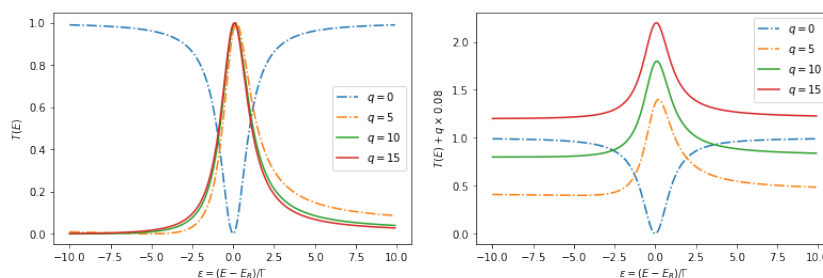 1.0
0.8
0.6
0.4
0.2
0.0
T(E)
q = 0
q = 5
q = 10
q = 15
−10.0 −7.5 −5.0 −2.5 0.0 2.5 5.0 7.5 10.0
ε = (E − E_R)/Γ
2.0
1.5
1.0
0.5
0.0
T(E) + q × 0.08
q = 0
q = 5
q = 10
q = 15
−10.0 −7.5 −5.0 −2.5 0.0 2.5 5.0 7.5 10.0
ε = (E − E_R)/Γ